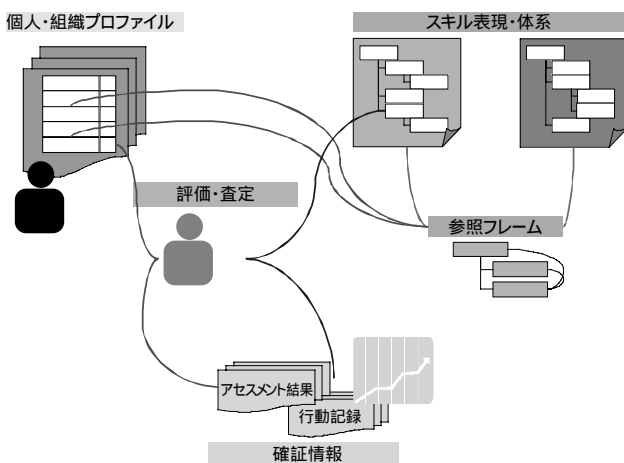 個人・組織プロファイル
スキル表現・体系
評価・査定
参照フレーム
アセスメント結果
行動記録
確証情報